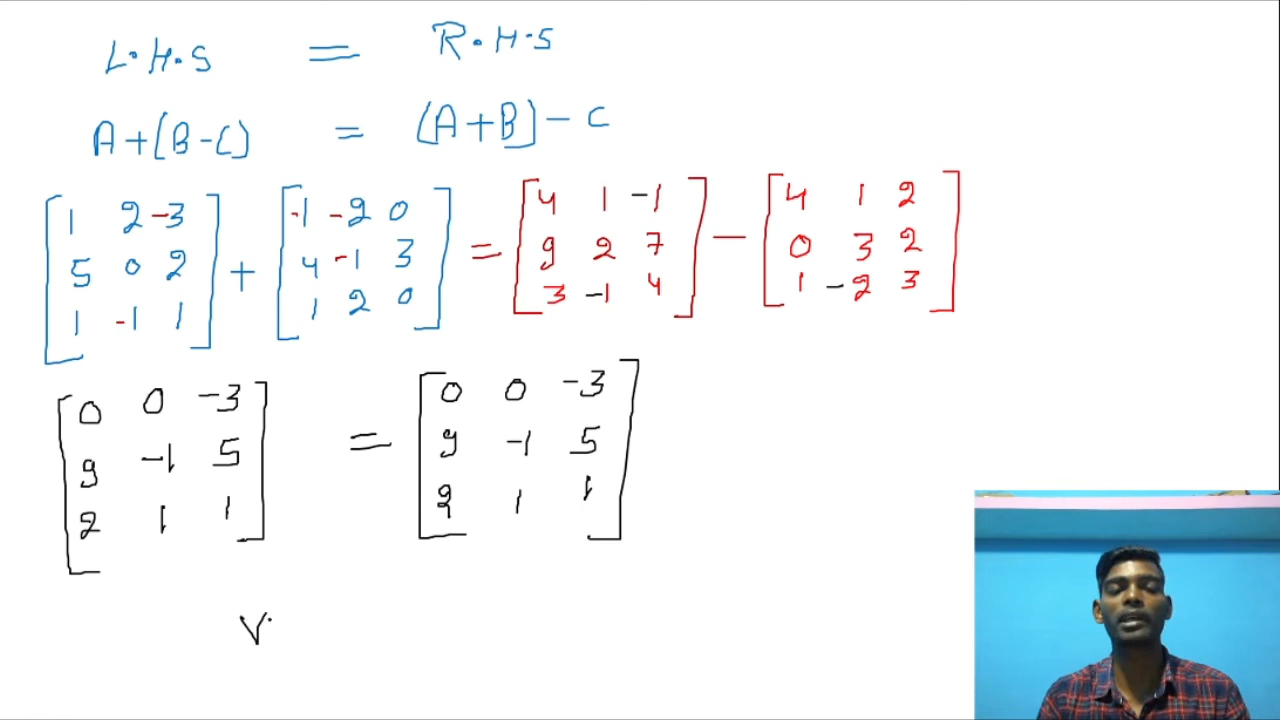 L.H.S = R.H.S
A+(B-C) = (A+B)-C
[1 2 -3 [-1 -2 0 [4 1 -1 [4 1 2
5 0 2 ] + 4 -1 3 ] = 9 2 7 ] - 0 3 2 ]
1 -1 1 1 2 0 3 -1 4 1 -2 3
[0 0 -3 [0 0 -3
9 -1 5 ] = 9 -1 5 ]
2 1 1 2 1 1
V.